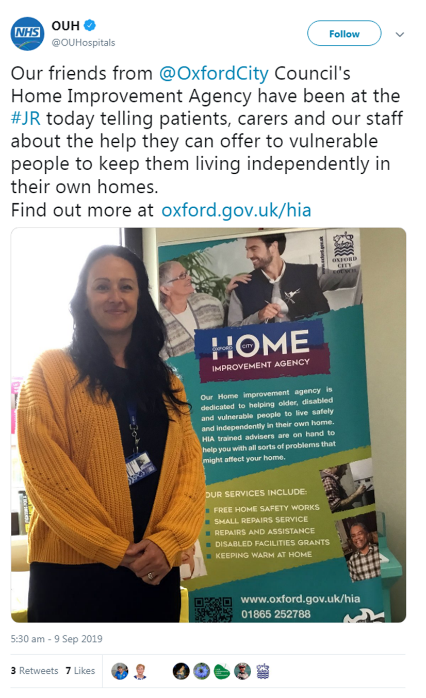 NHS OUH
@OUHospitals
Follow
Our friends from @OxfordCity Council's
Home Improvement Agency have been at the
#JR today telling patients, carers and our staff
about the help they can offer to vulnerable
people to keep them living independently in
their own homes.
Find out more at oxford.gov.uk/hia
www.oxford.gov.uk
OXFORD
CITY
COUNCIL
OXFORD CITY HOME
IMPROVEMENT AGENCY
Our Home improvement agency is
dedicated to helping older, disabled
and vulnerable people to live safely
and independently in their own home.
HIA trained advisers are on hand to
help you with all sorts of problems that
might affect your home.
OUR SERVICES INCLUDE:
FREE HOME SAFETY WORKS
SMALL REPAIRS SERVICE
REPAIRS AND ASSISTANCE
DISABLED FACILITIES GRANTS
KEEPING WARM AT HOME
www.oxford.gov.uk/hia
01865 252788
5:30 am - 9 Sep 2019
3 Retweets 7 Likes